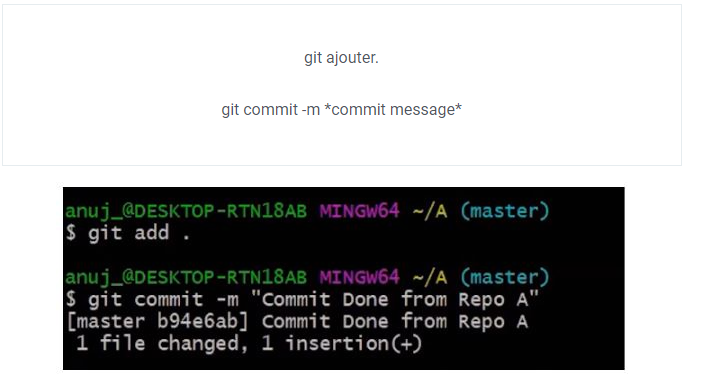 git ajouter.
git commit -m *commit message*
anuj_@DESKTOP-RTN18AB MINGW64 ~/A (master)
$ git add .
anuj_@DESKTOP-RTN18AB MINGW64 ~/A (master)
$ git commit -m "Commit Done from Repo A"
[master b94e6ab] Commit Done from Repo A
1 file changed, 1 insertion(+)